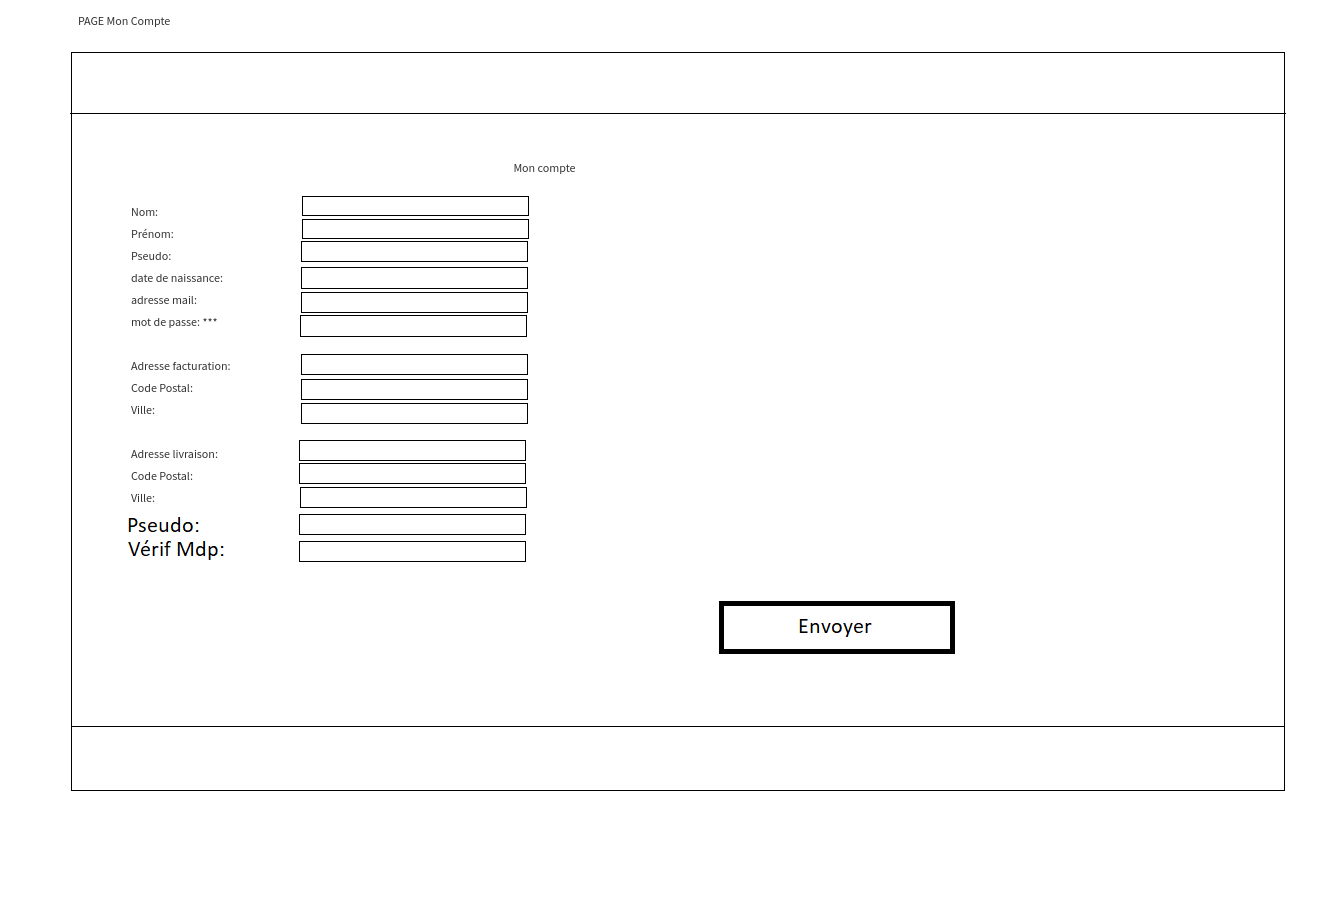 PAGE Mon Compte
Mon compte
Nom:
Prénom:
Pseudo:
date de naissance:
adresse mail:
mot de passe: ***
Adresse facturation:
Code Postal:
Ville:
Adresse livraison:
Code Postal:
Ville:
Pseudo:
Vérif Mdp:
Envoyer